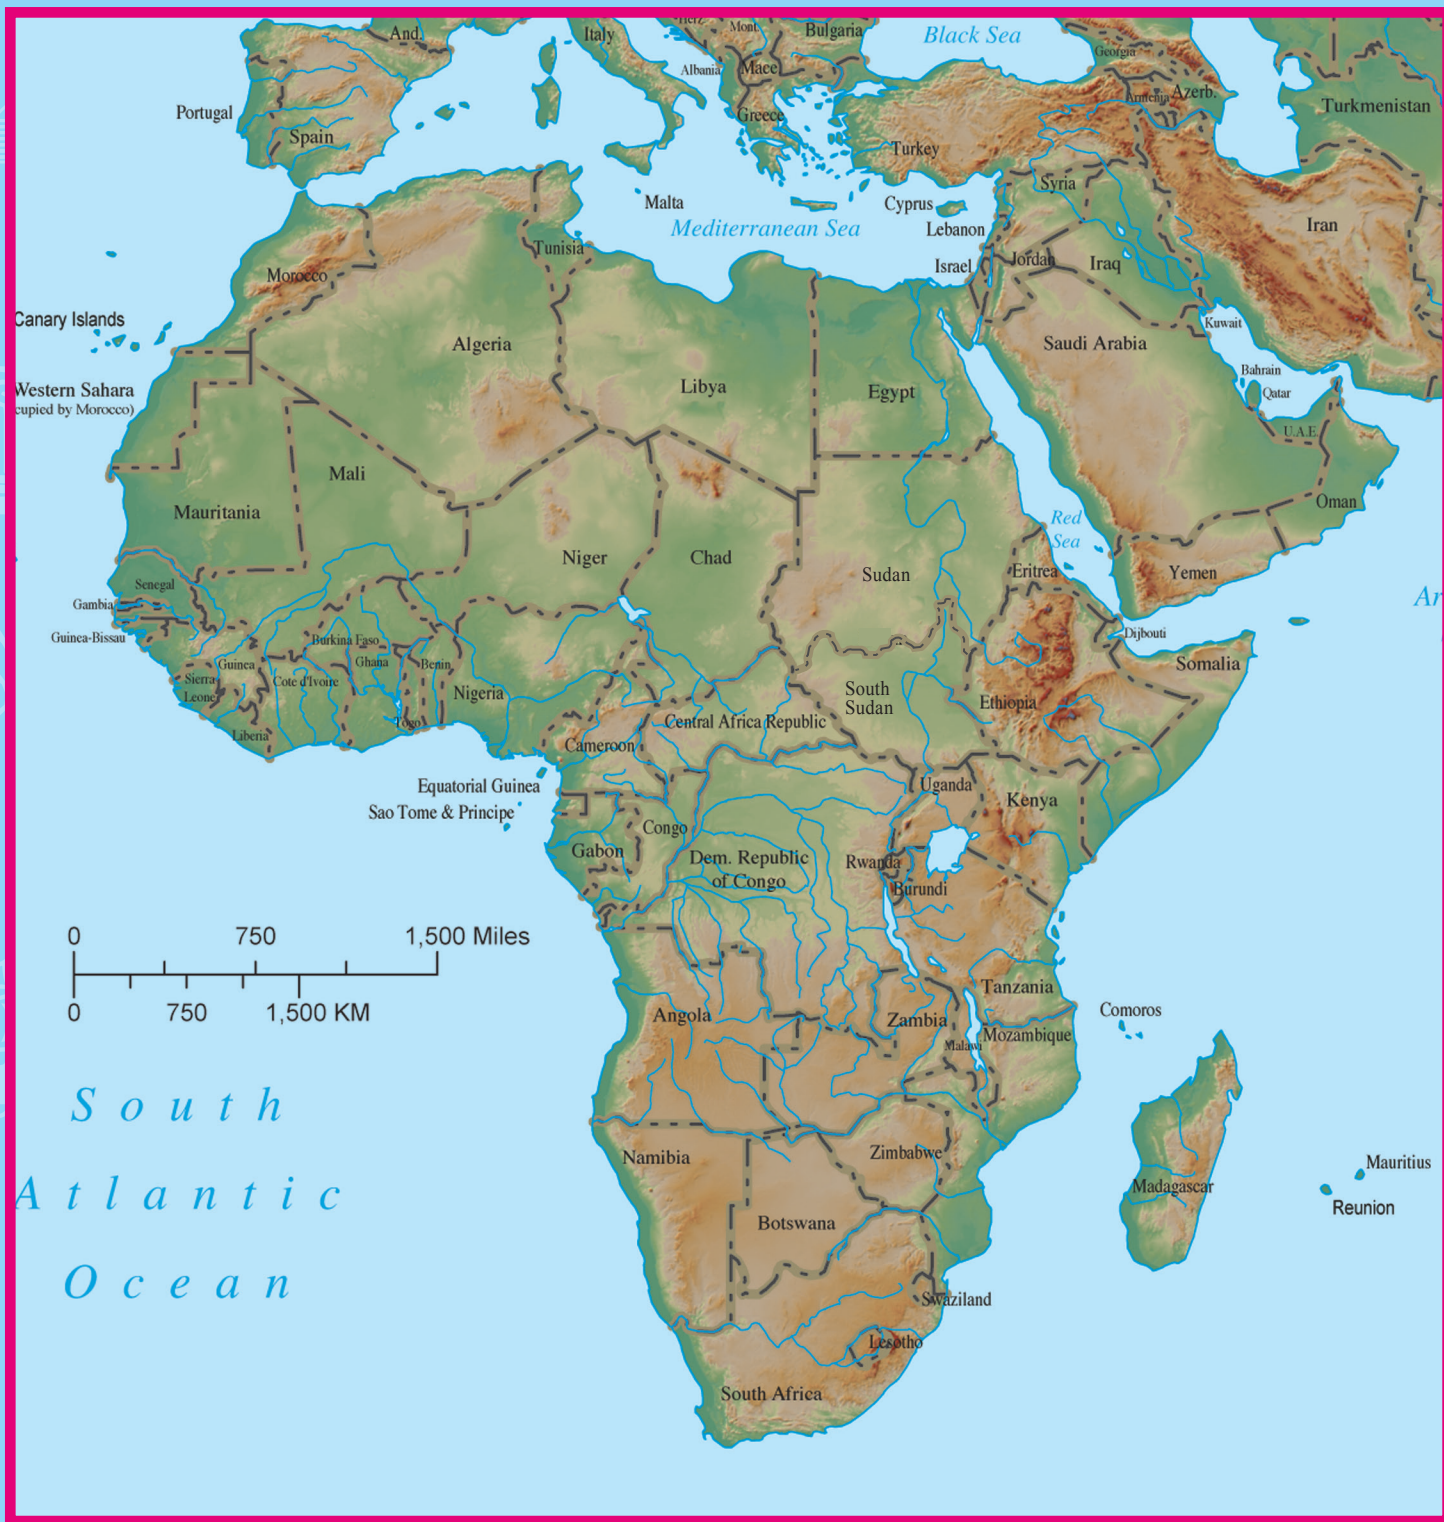 And.
Italy
Herz
Mont.
Bulgaria
Black Sea
Georgia
Albania
Mace
Armenia
Azerb.
Turkmenistan
Portugal
Spain
Greece
Turkey
Syria
Malta
Cyprus
Mediterranean Sea
Lebanon
Iran
Tunisia
Israel
Jordan
Iraq
Morocco
Canary Islands
Kuwait
Algeria
Saudi Arabia
Bahrain
Qatar
Western Sahara
cupied by Morocco)
Libya
Egypt
U.A.E.
Mali
Mauritania
Oman
Red
Sea
Niger
Chad
Sudan
Eritrea
Yemen
Senegal
Ar
Gambia
Guinea-Bissau
Burkina Faso
Djibouti
Guinea
Ghana
Benin
Somalia
Sierra
Leone
Cote d'Ivoire
Nigeria
South
Sudan
Ethiopia
Togo
Central Africa Republic
Liberia
Cameroon
Equatorial Guinea
Uganda
Kenya
Sao Tome & Principe
Congo
Gabon
Dem. Republic
of Congo
Rwanda
Burundi
0
750
1,500 Miles
0
750
1,500 KM
Tanzania
Angola
Zambia
Comoros
Malawi
Mozambique
South
Atlantic
Ocean
Namibia
Zimbabwe
Madagascar
Mauritius
Reunion
Botswana
Swaziland
Lesotho
South Africa